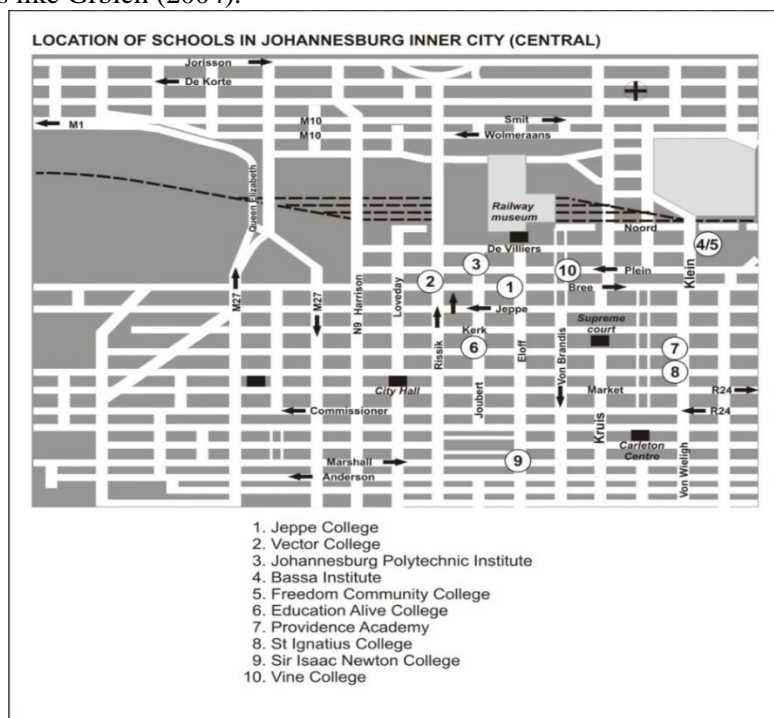 s like Grbich (2004).
LOCATION OF SCHOOLS IN JOHANNESBURG INNER CITY (CENTRAL)
Jorisson
De Korte
M1
M10
M10
Smit
Wolmeraans
Queen Elizabeth
Railway
museum
Noord
De Villiers
4/5
3
10
Plein
Klein
2
1
Bree
M27
M27
N9 Harrison
Loveday
Jeppe
Rissik
Kerk
6
Eloff
Von Brandis
Supreme
court
7
8
City Hall
Joubert
Market
R24
Commissioner
R24
Kruis
Carleton
Centre
Marshall
9
Anderson
Von Wieligh
1. Jeppe College
2. Vector College
3. Johannesburg Polytechnic Institute
4. Bassa Institute
5. Freedom Community College
6. Education Alive College
7. Providence Academy
8. St Ignatius College
9. Sir Isaac Newton College
10. Vine College